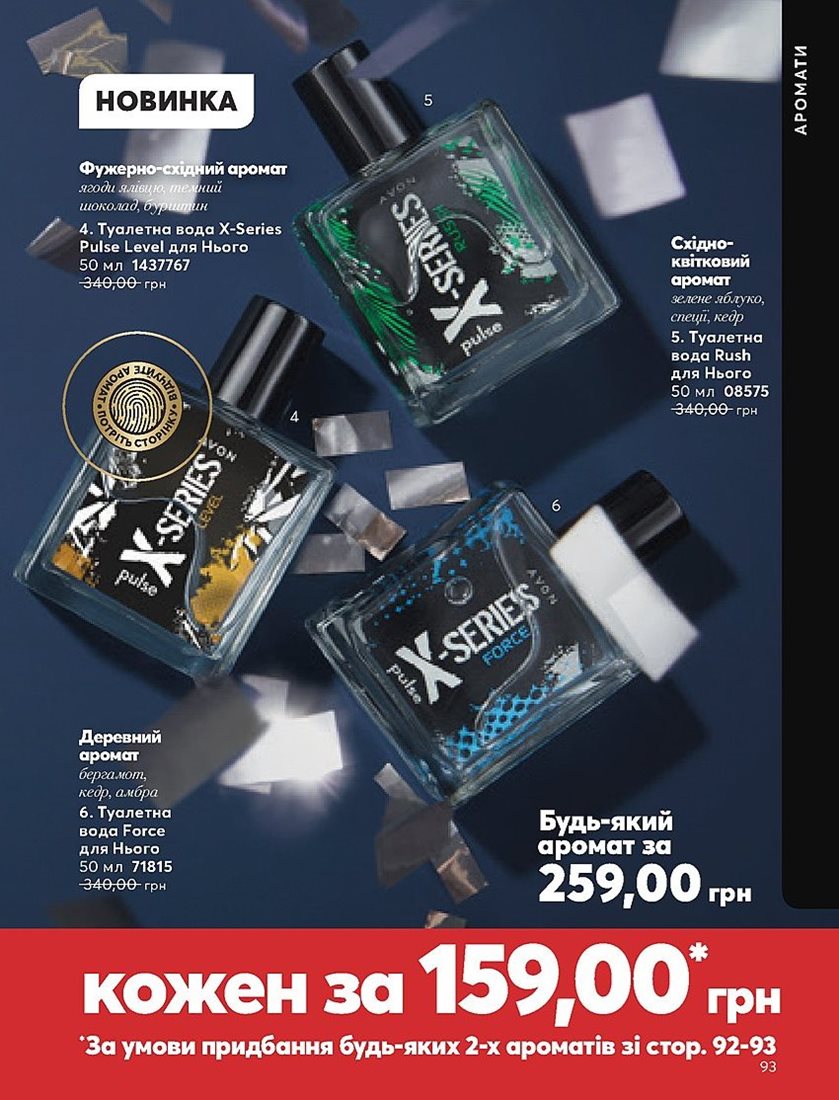 АРОМАТИ
НОВИНКА
Фужерно-східний аромат
ягоди ялівцю, темний
шоколад, бурштин
4. Туалетна вода X-Series
Pulse Level для Нього
50 мл 1437767
340,00 грн
5
AVON
X-SERIES
RUSH
pulse
Східно-
квітковий
аромат
зелене яблуко,
спеції, кедр
5. Туалетна
вода Rush
для Нього
50 мл 08575
340,00 грн
ВІДЧУЙТЕ АРОМАТ
ПОТРІТЬ СТОРІНКУ
4
AVON
X-SERIES
LEVEL
pulse
6
AVON
X-SERIES
FORCE
pulse
Деревний
аромат
бергамот,
кедр, амбра
6. Туалетна
вода Force
для Нього
50 мл 71815
340,00 грн
Будь-який
аромат за
259,00 грн
кожен за 159,00* грн
*За умови придбання будь-яких 2-х ароматів зі стор. 92-93
93